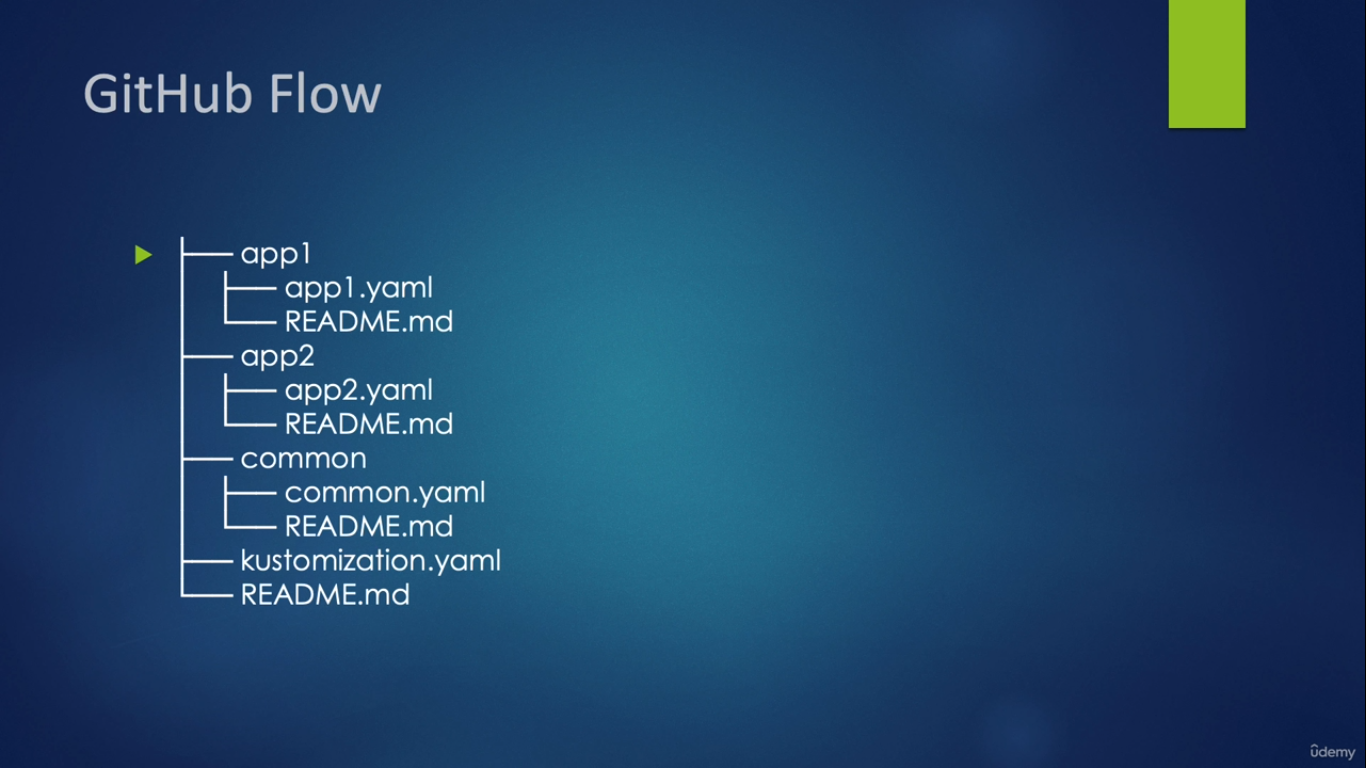 GitHub Flow
app1
app1.yaml
README.md
app2
app2.yaml
README.md
common
common.yaml
README.md
kustomization.yaml
README.md
ûdemy